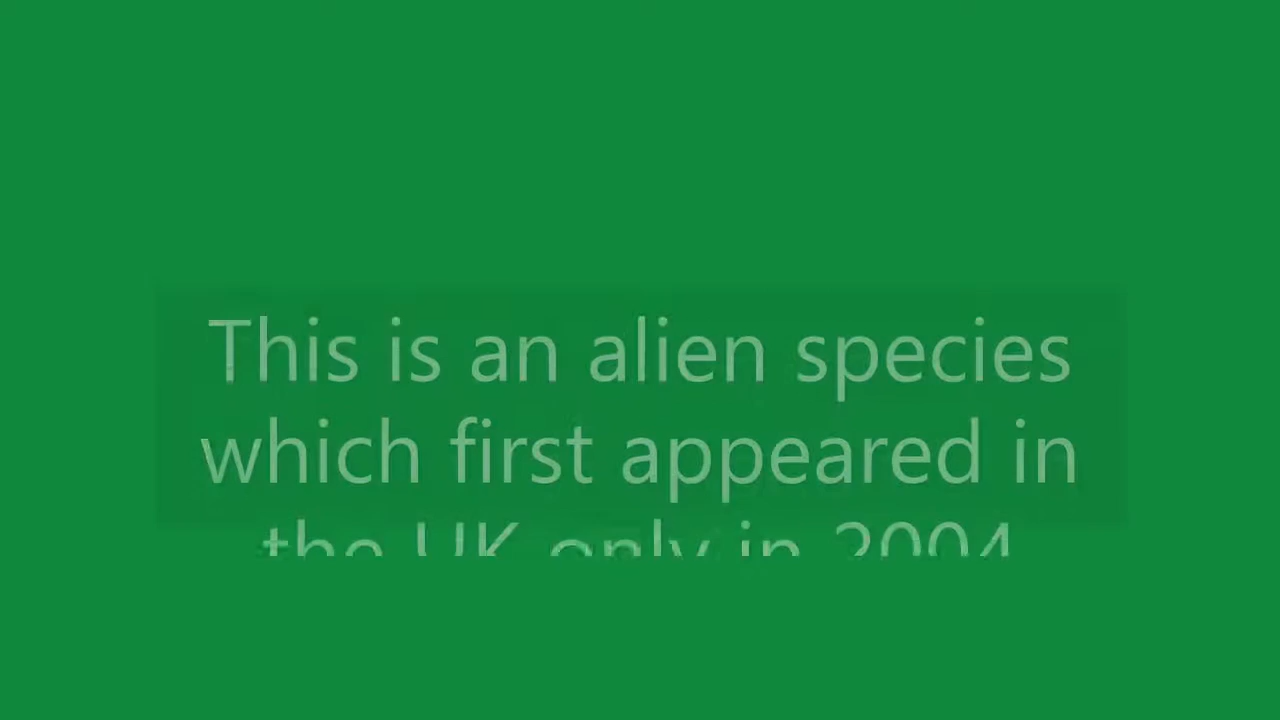 This is an alien species
which first appeared in
the UK only in 2004